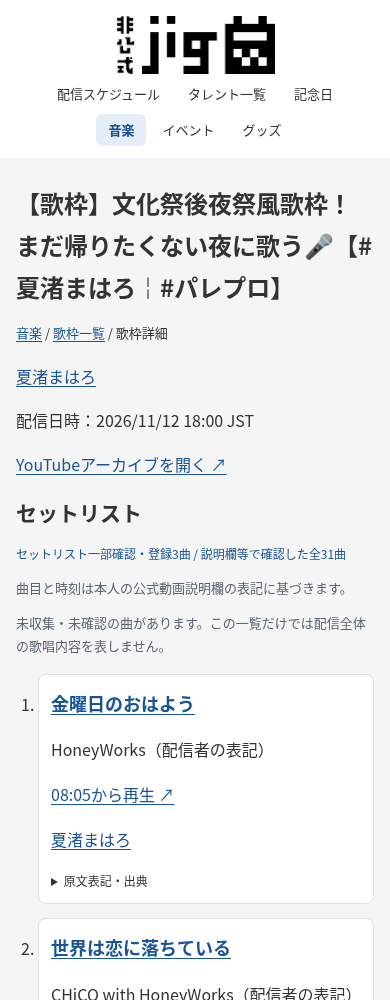 非公式 jig曲
配信スケジュール タレント一覧 記念日
音楽 イベント グッズ
【歌枠】文化祭後夜祭風歌枠！
まだ帰りたくない夜に歌う🎤【#
夏渚まはろ￤#パレプロ】
音楽 / 歌枠一覧 / 歌枠詳細
夏渚まはろ
配信日時：2026/11/12 18:00 JST
YouTubeアーカイブを開く ↗
セットリスト
セットリスト一部確認・登録3曲 / 説明欄等で確認した全31曲
曲目と時刻は本人の公式動画説明欄の表記に基づきます。
未収集・未確認の曲があります。この一覧だけでは配信全体
の歌唱内容を表しません。
1. 金曜日のおはよう
HoneyWorks（配信者の表記）
08:05から再生 ↗
夏渚まはろ
▶ 原文表記・出典
2. 世界は恋に落ちている
CHiCO with HoneyWorks（配信者の表記）